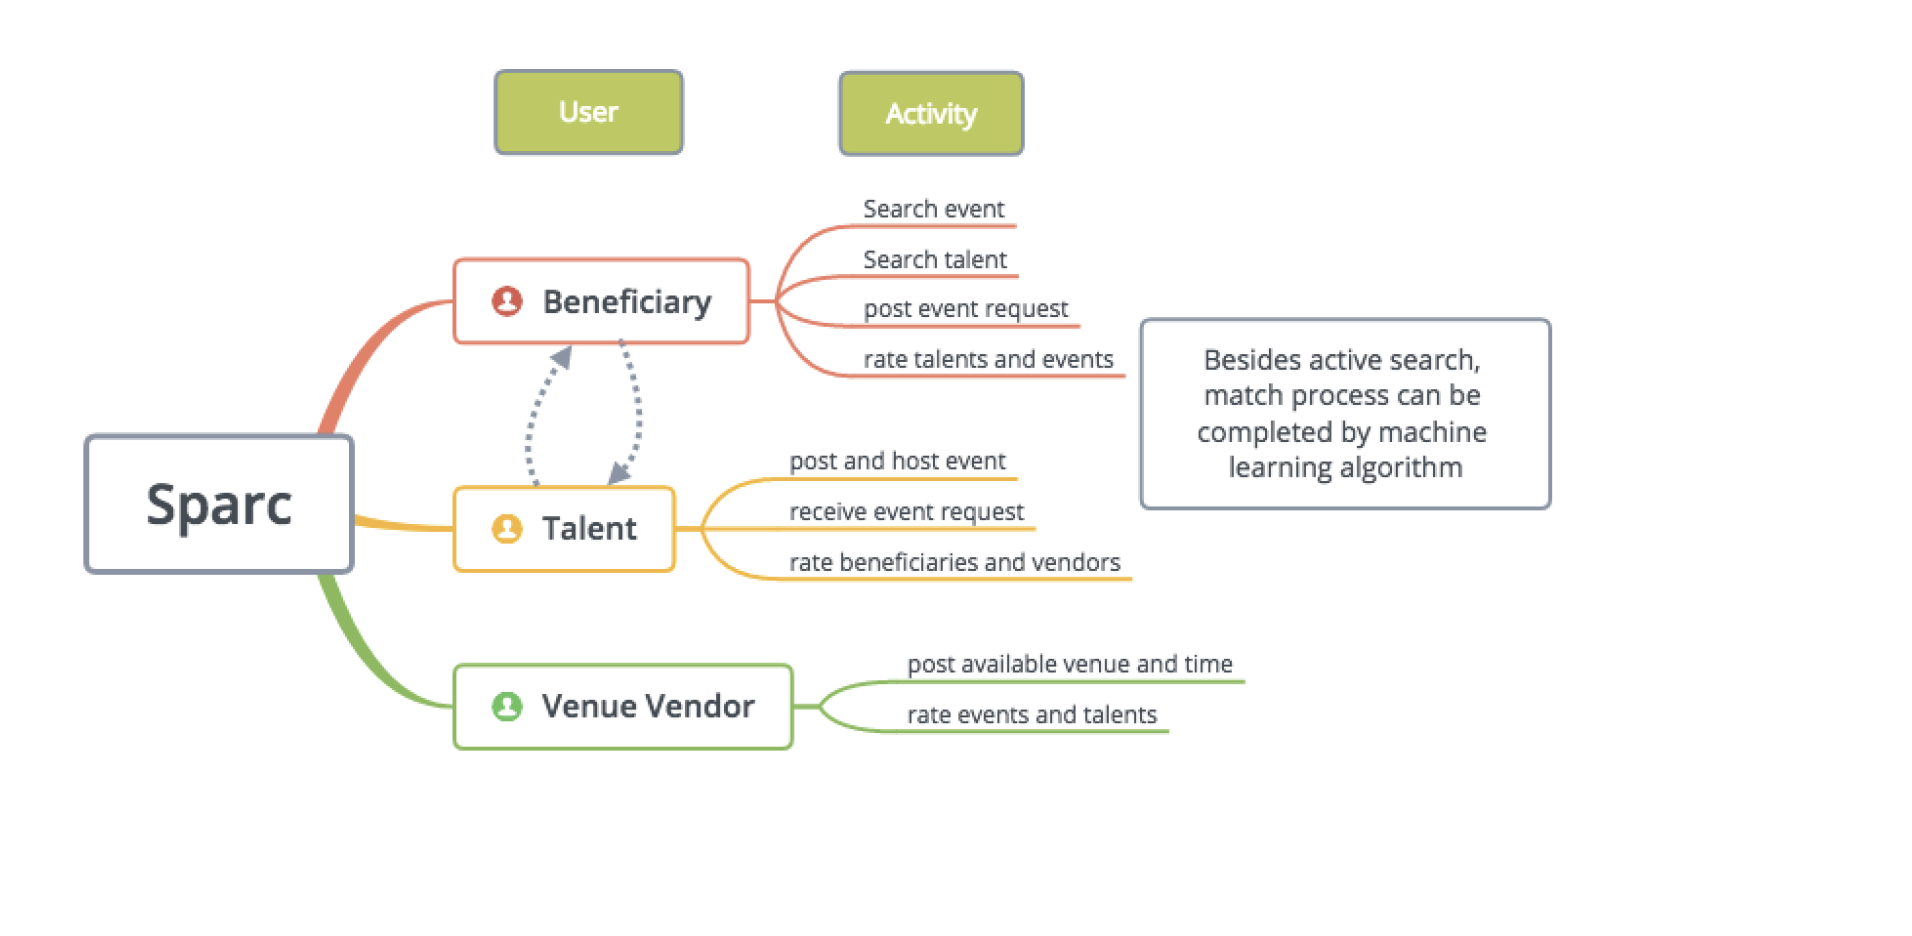 User
Activity
Search event
Search talent
Beneficiary
post event request
rate talents and events
Besides active search,
match process can be
completed by machine
learning algorithm
post and host event
Sparc
receive event request
Talent
rate beneficiaries and vendors
post available venue and time
Venue Vendor
rate events and talents